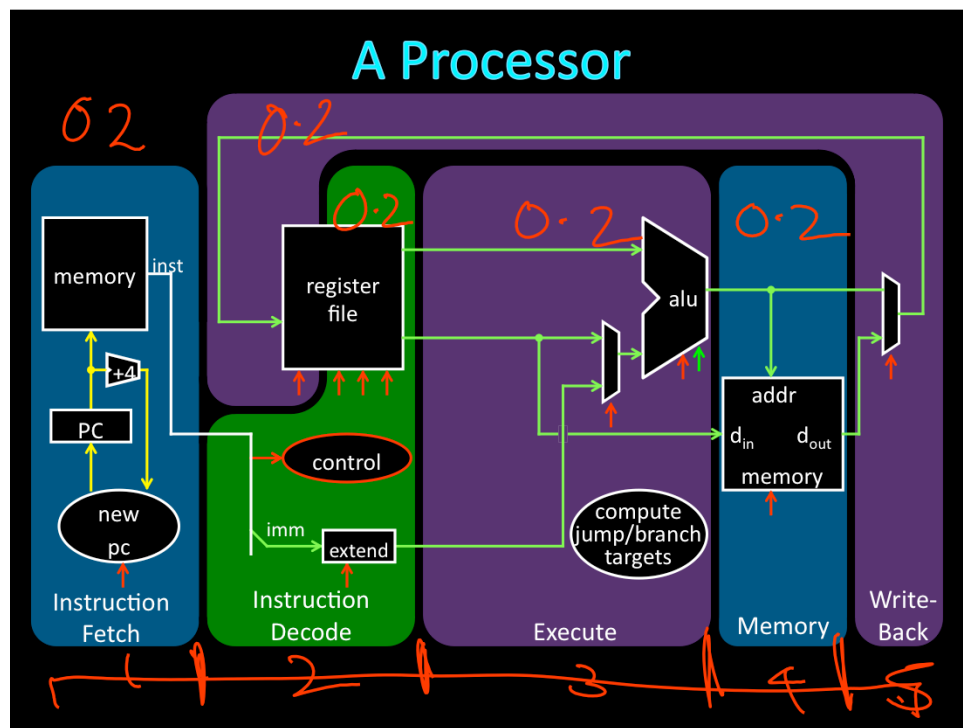 A Processor
0 2
0.2
0.2
0.2
0.2
memory
inst
register
file
alu
+4
PC
addr
d_in
d_out
memory
control
new
pc
imm
extend
compute
jump/branch
targets
Instruction
Fetch
Instruction
Decode
Execute
Memory
Write-
Back
1
2
3
4
5